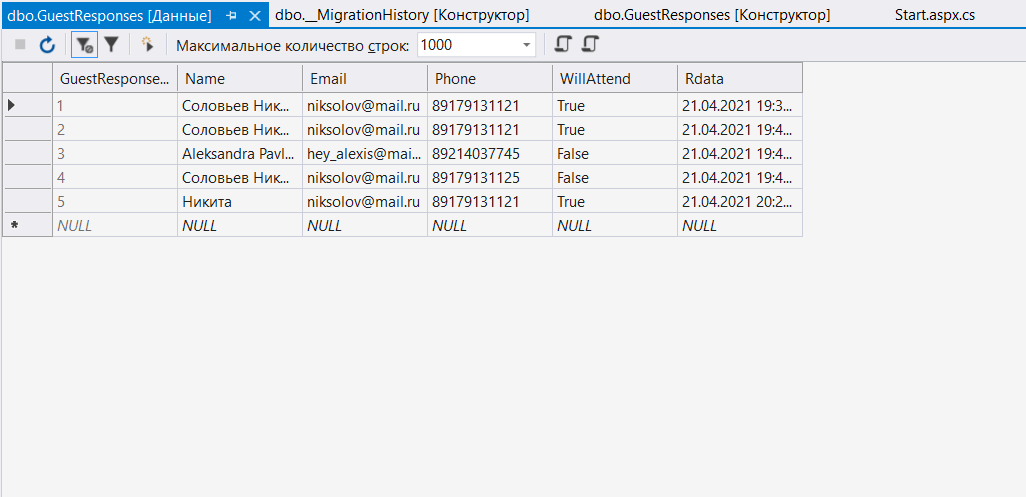 dbo.GuestResponses [Данные] dbo.__MigrationHistory [Конструктор] dbo.GuestResponses [Конструктор] Start.aspx.cs
Максимальное количество строк: 1000
GuestResponse... Name Email Phone WillAttend Rdata
1 Соловьев Ник... niksolov@mail.ru 89179131121 True 21.04.2021 19:3...
2 Соловьев Ник... niksolov@mail.ru 89179131121 True 21.04.2021 19:4...
3 Aleksandra Pavl... hey_alexis@mai... 89214037745 False 21.04.2021 19:4...
4 Соловьев Ник... niksolov@mail.ru 89179131125 False 21.04.2021 19:4...
5 Никита niksolov@mail.ru 89179131121 True 21.04.2021 20:2...
NULL NULL NULL NULL NULL NULL